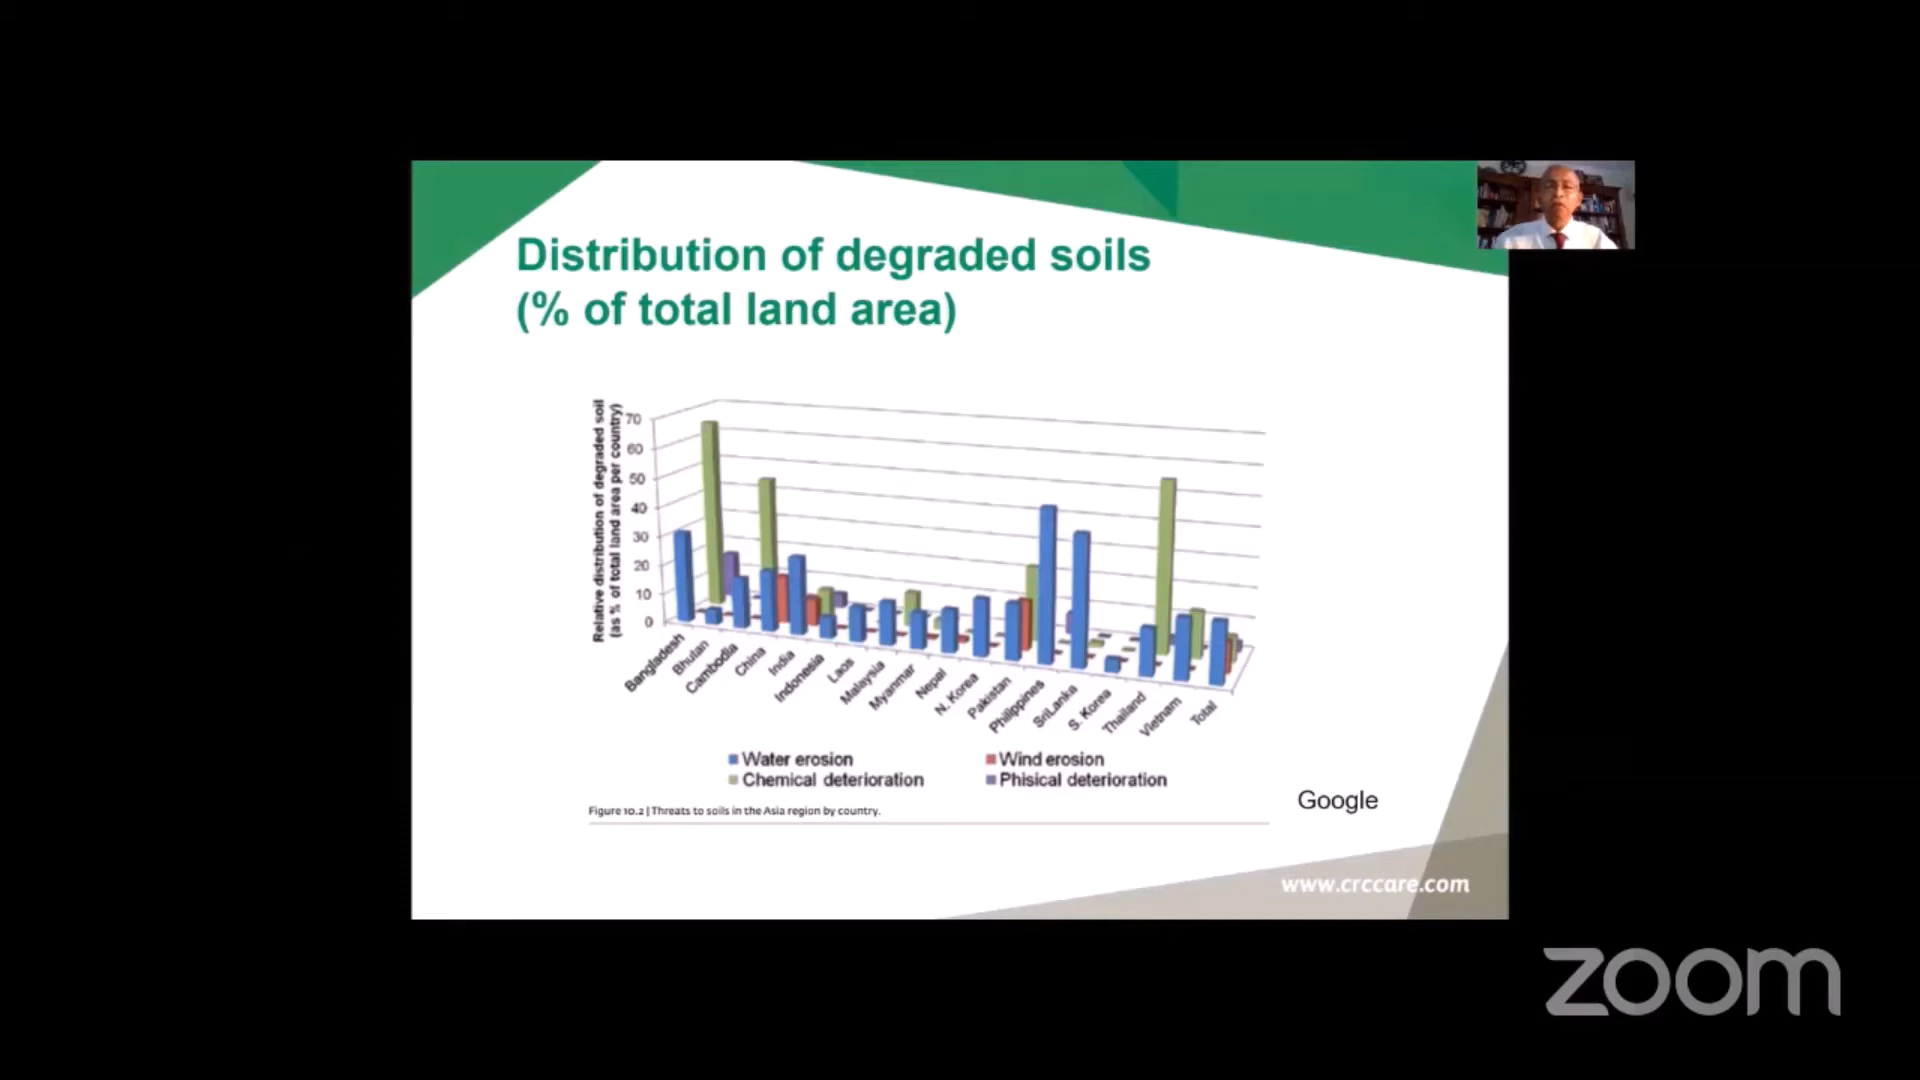 Distribution of degraded soils
(% of total land area)
Relative distribution of degraded soil
(as % of total land area per country)
70
60
50
40
30
20
10
0
Bangladesh
Bhutan
Cambodia
China
India
Indonesia
Laos
Malaysia
Myanmar
Nepal
N. Korea
Pakistan
Philippines
SriLanka
S. Korea
Thailand
Vietnam
Total
Water erosion
Wind erosion
Chemical deterioration
Phisical deterioration
Figure 10.2 | Threats to soils in the Asia region by country.
Google
www.crccare.com
zoom